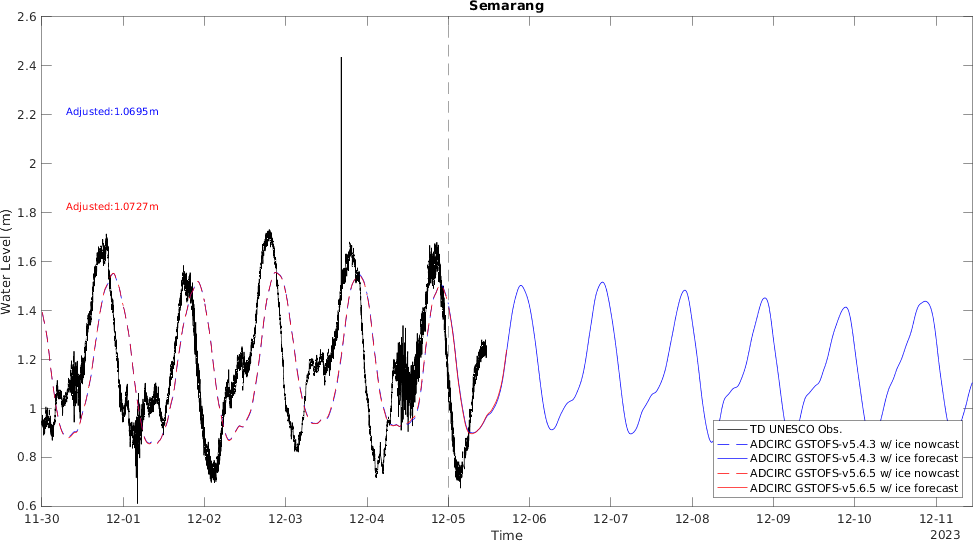 Semarang
2.6
2.4
2.2
2
1.8
1.6
1.4
1.2
1
0.8
0.6
Water Level (m)
Adjusted:1.0695m
Adjusted:1.0727m
TD UNESCO Obs.
ADCIRC GSTOFS-v5.4.3 w/ ice nowcast
ADCIRC GSTOFS-v5.4.3 w/ ice forecast
ADCIRC GSTOFS-v5.6.5 w/ ice nowcast
ADCIRC GSTOFS-v5.6.5 w/ ice forecast
11-30 12-01 12-02 12-03 12-04 12-05 12-06 12-07 12-08 12-09 12-10 12-11
Time
2023